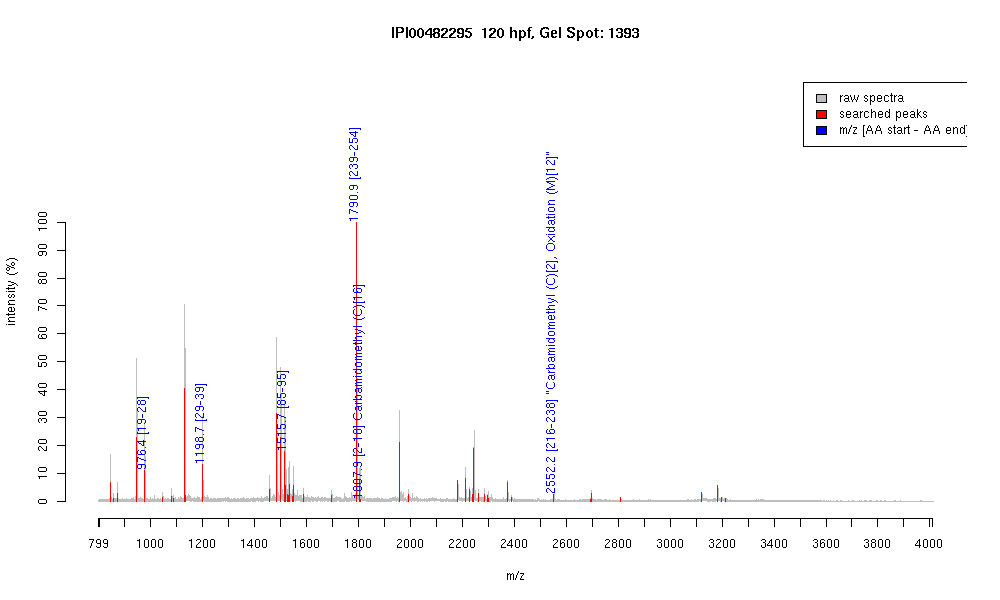 IPI00482295 120 hpf, Gel Spot: 1393
raw spectra
searched peaks
m/z [AA start - AA end]
intensity (%)
100
90
80
70
60
50
40
30
20
10
0
976.4 [19-28]
1198.7 [29-39]
1515.7 [85-95]
1790.9 [239-254]
1807.9 [2-18] Carbamidomethyl (C)[16]
2552.2 [216-238] "Carbamidomethyl (C)[2], Oxidation (M)[12]"
799 1000 1200 1400 1600 1800 2000 2200 2400 2600 2800 3000 3200 3400 3600 3800 4000
m/z